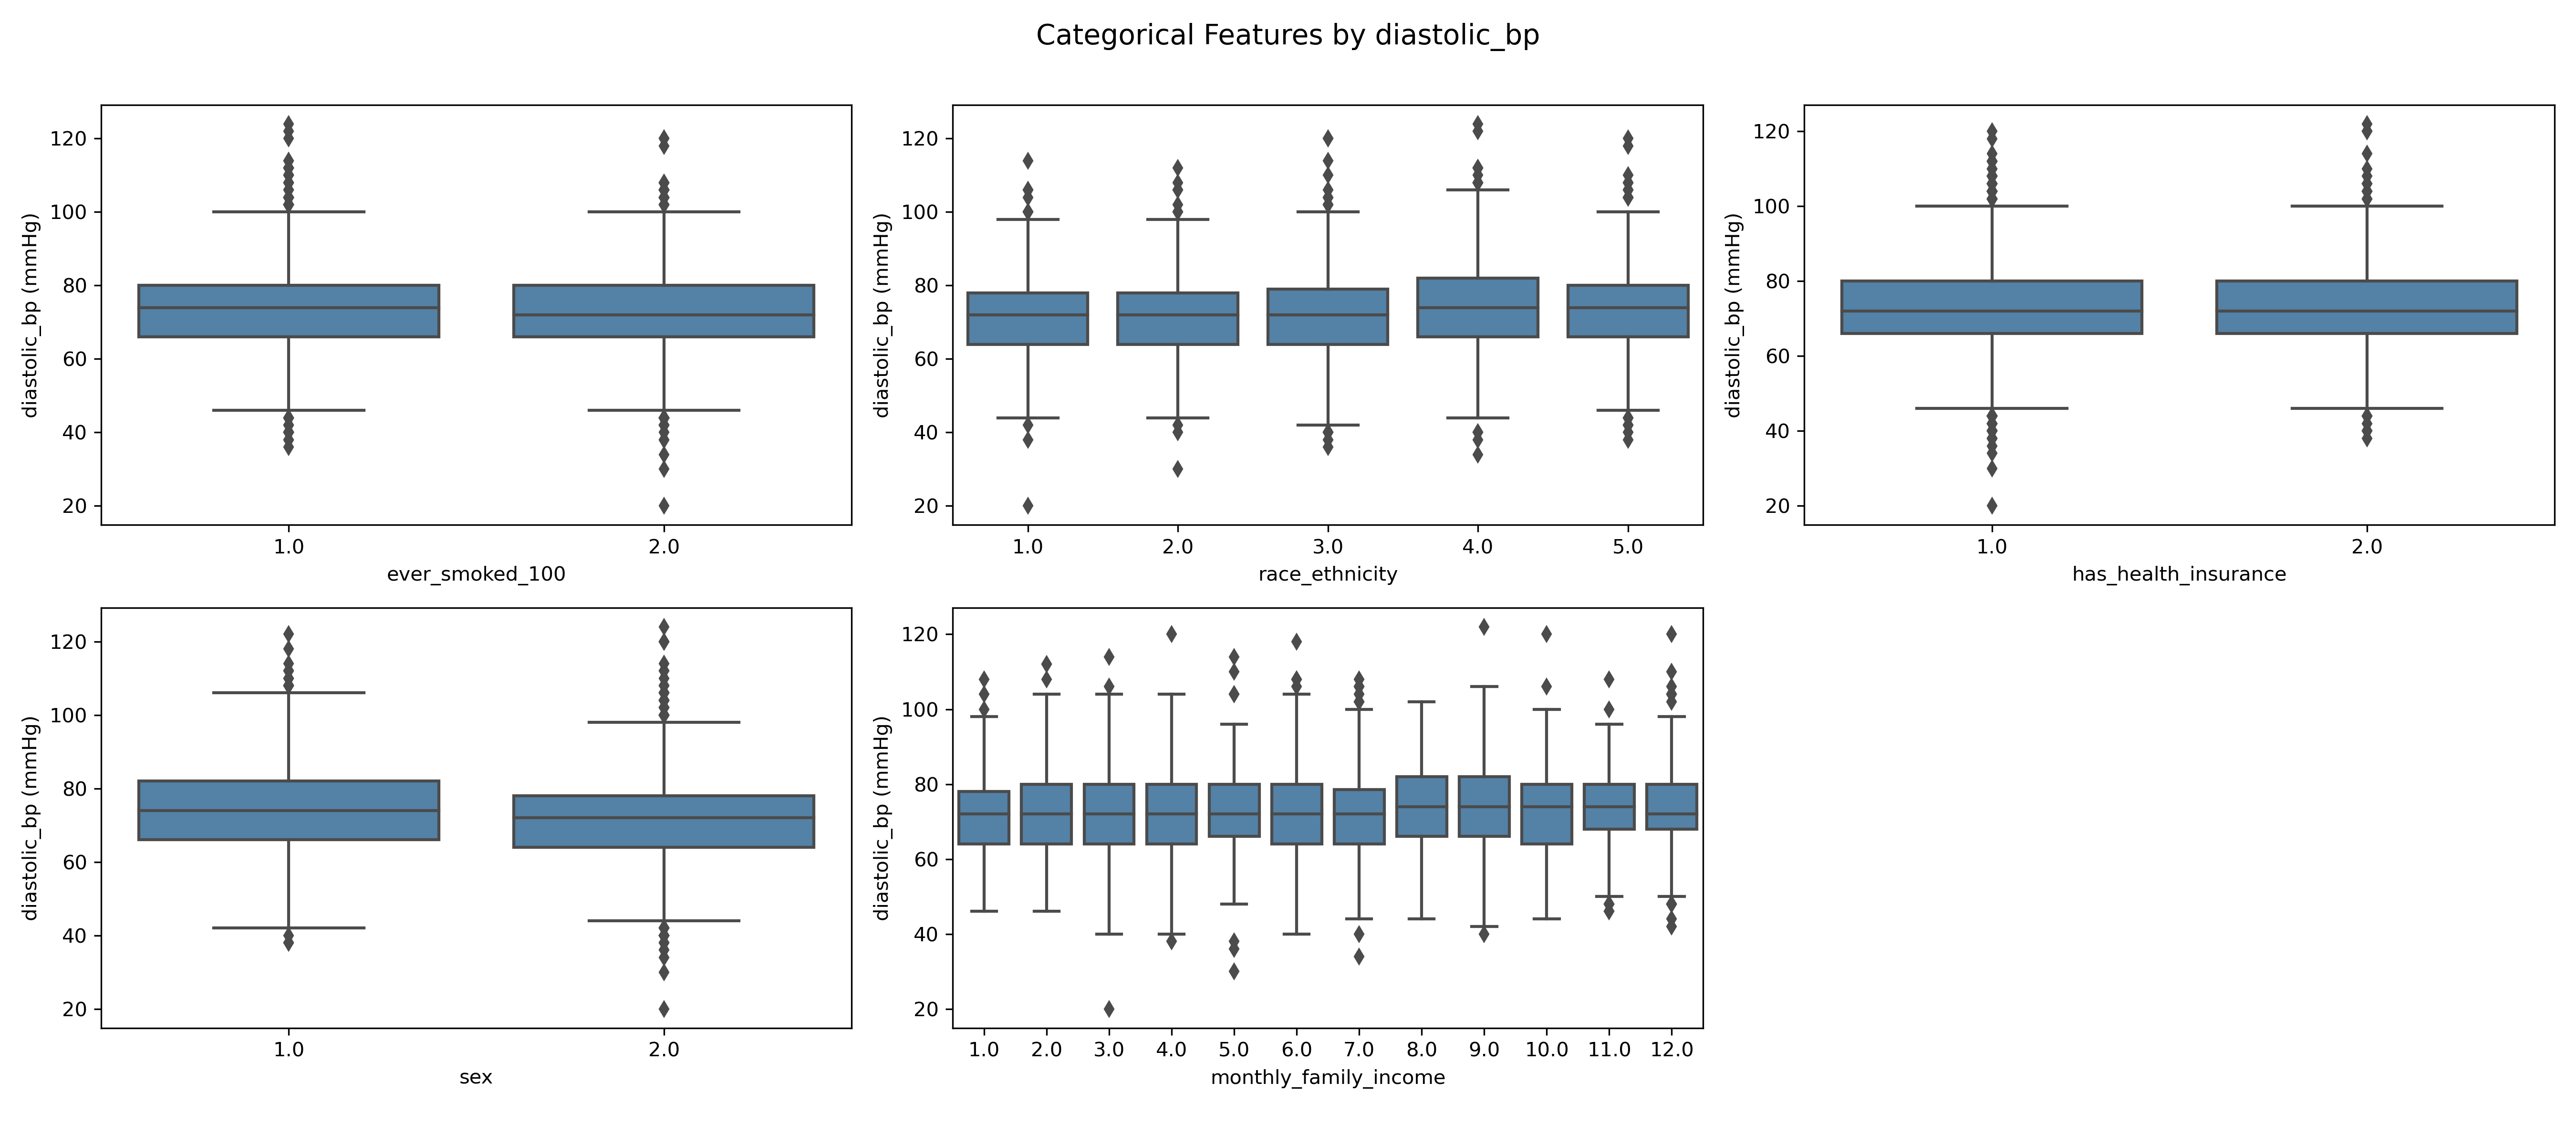 Categorical Features by diastolic_bp
diastolic_bp (mmHg)
120
100
80
60
40
20
1.0 2.0
ever_smoked_100
diastolic_bp (mmHg)
120
100
80
60
40
20
1.0 2.0 3.0 4.0 5.0
race_ethnicity
diastolic_bp (mmHg)
120
100
80
60
40
20
1.0 2.0
has_health_insurance
diastolic_bp (mmHg)
120
100
80
60
40
20
1.0 2.0
sex
diastolic_bp (mmHg)
120
100
80
60
40
20
1.0 2.0 3.0 4.0 5.0 6.0 7.0 8.0 9.0 10.0 11.0 12.0
monthly_family_income